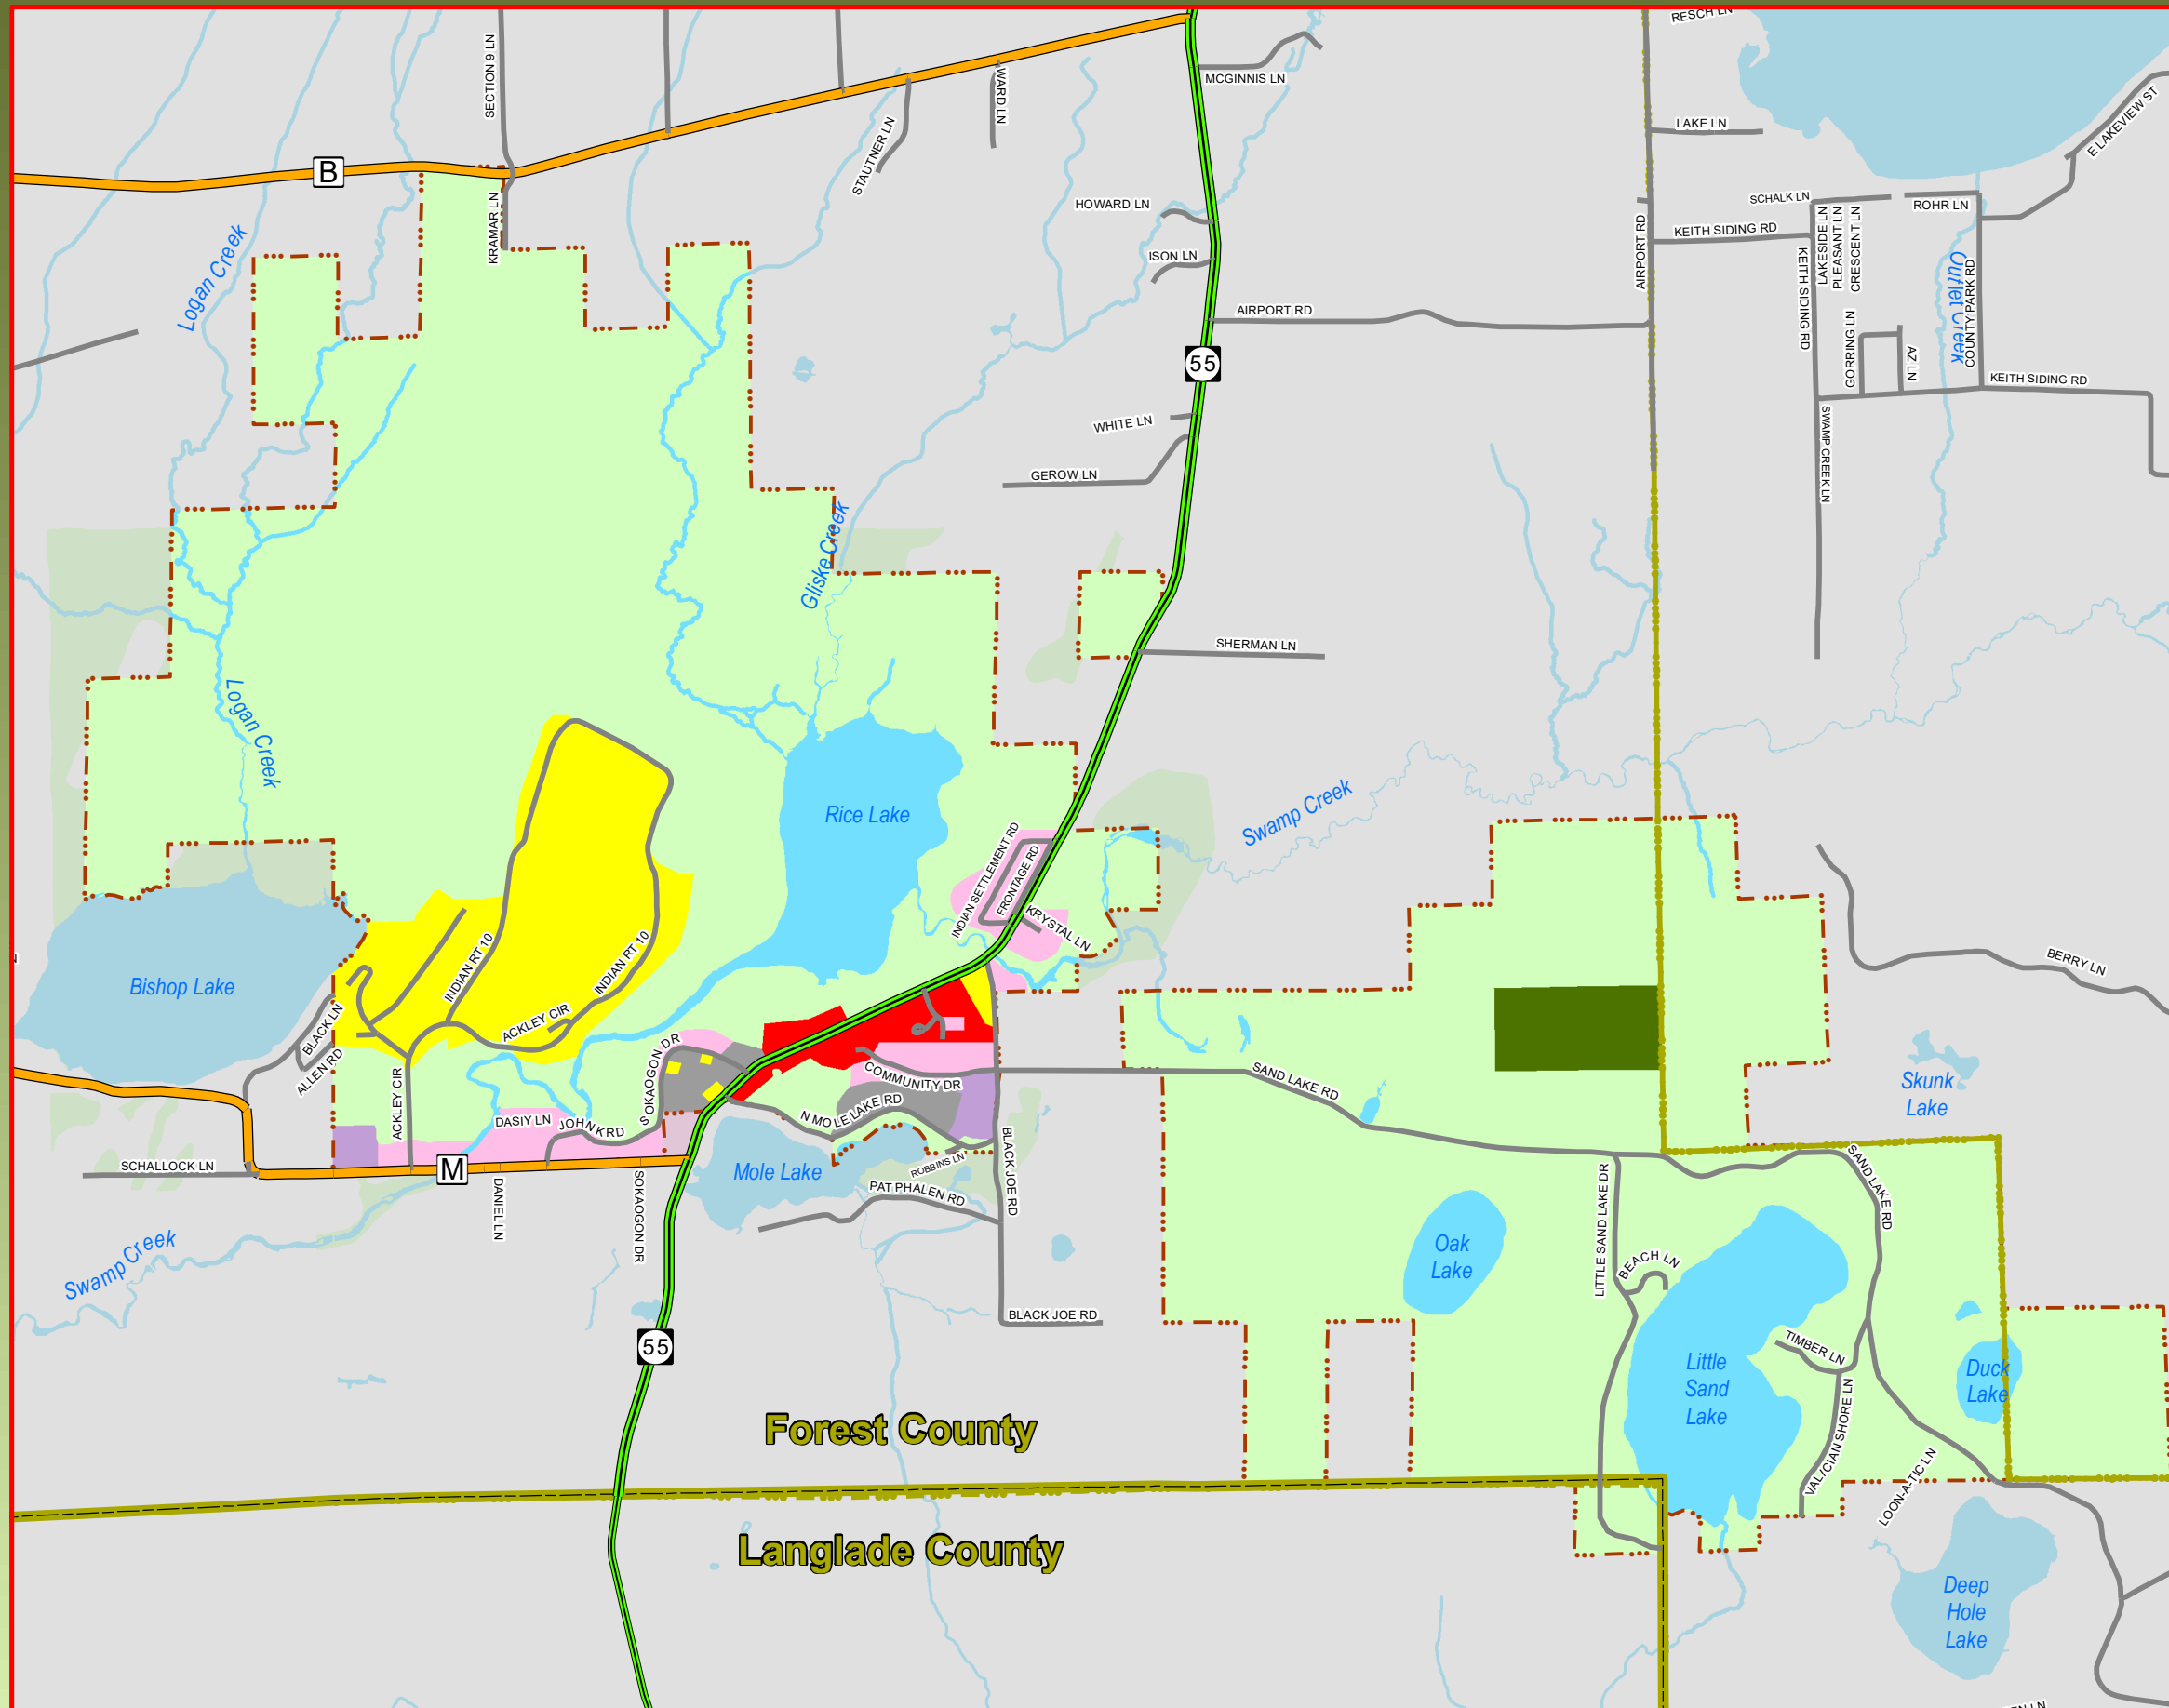 RESCH LN
SECTION 9 LN
WARD LN
MCGINNIS LN
LAKE LN
E LAKEVIEW ST
STAUTNER LN
B
KRAMAR LN
HOWARD LN
ISON LN
AIRPORT RD
AIRPORT RD
SCHALK LN
ROHR LN
KEITH SIDING RD
LAKESIDE LN
PLEASANT LN
CRESCENT LN
KEITH SIDING RD
Outlet Creek
COUNTY PARK RD
GORRING LN
AZ LN
KEITH SIDING RD
SWAMP CREEK LN
Logan Creek
55
WHITE LN
GEROW LN
Gliske Creek
SHERMAN LN
Logan Creek
Rice Lake
Swamp Creek
INDIAN SETTLEMENT RD
FRONTAGE RD
KRYSTAL LN
BERRY LN
Bishop Lake
INDIAN RT 10
INDIAN RT 10
BLACK LN
ALLEN RD
ACKLEY CIR
ACKLEY CIR
SOKAOGON DR
COMMUNITY DR
N MOLE LAKE RD
SAND LAKE RD
Skunk
Lake
DASIY LN
JOHN K RD
SCHALLOCK LN
M
Mole Lake
ROBBINS LN
PAT PHALEN RD
BLACK JOE RD
DANIEL LN
SOKAOGON DR
Swamp Creek
BLACK JOE RD
55
Oak
Lake
LITTLE SAND LAKE DR
BEACH LN
SAND LAKE RD
TIMBER LN
Little
Sand
Lake
VAL/CIAN SHORE LN
Duck
Lake
LOON-A-TIC LN
Forest County
Langlade County
Deep
Hole
Lake